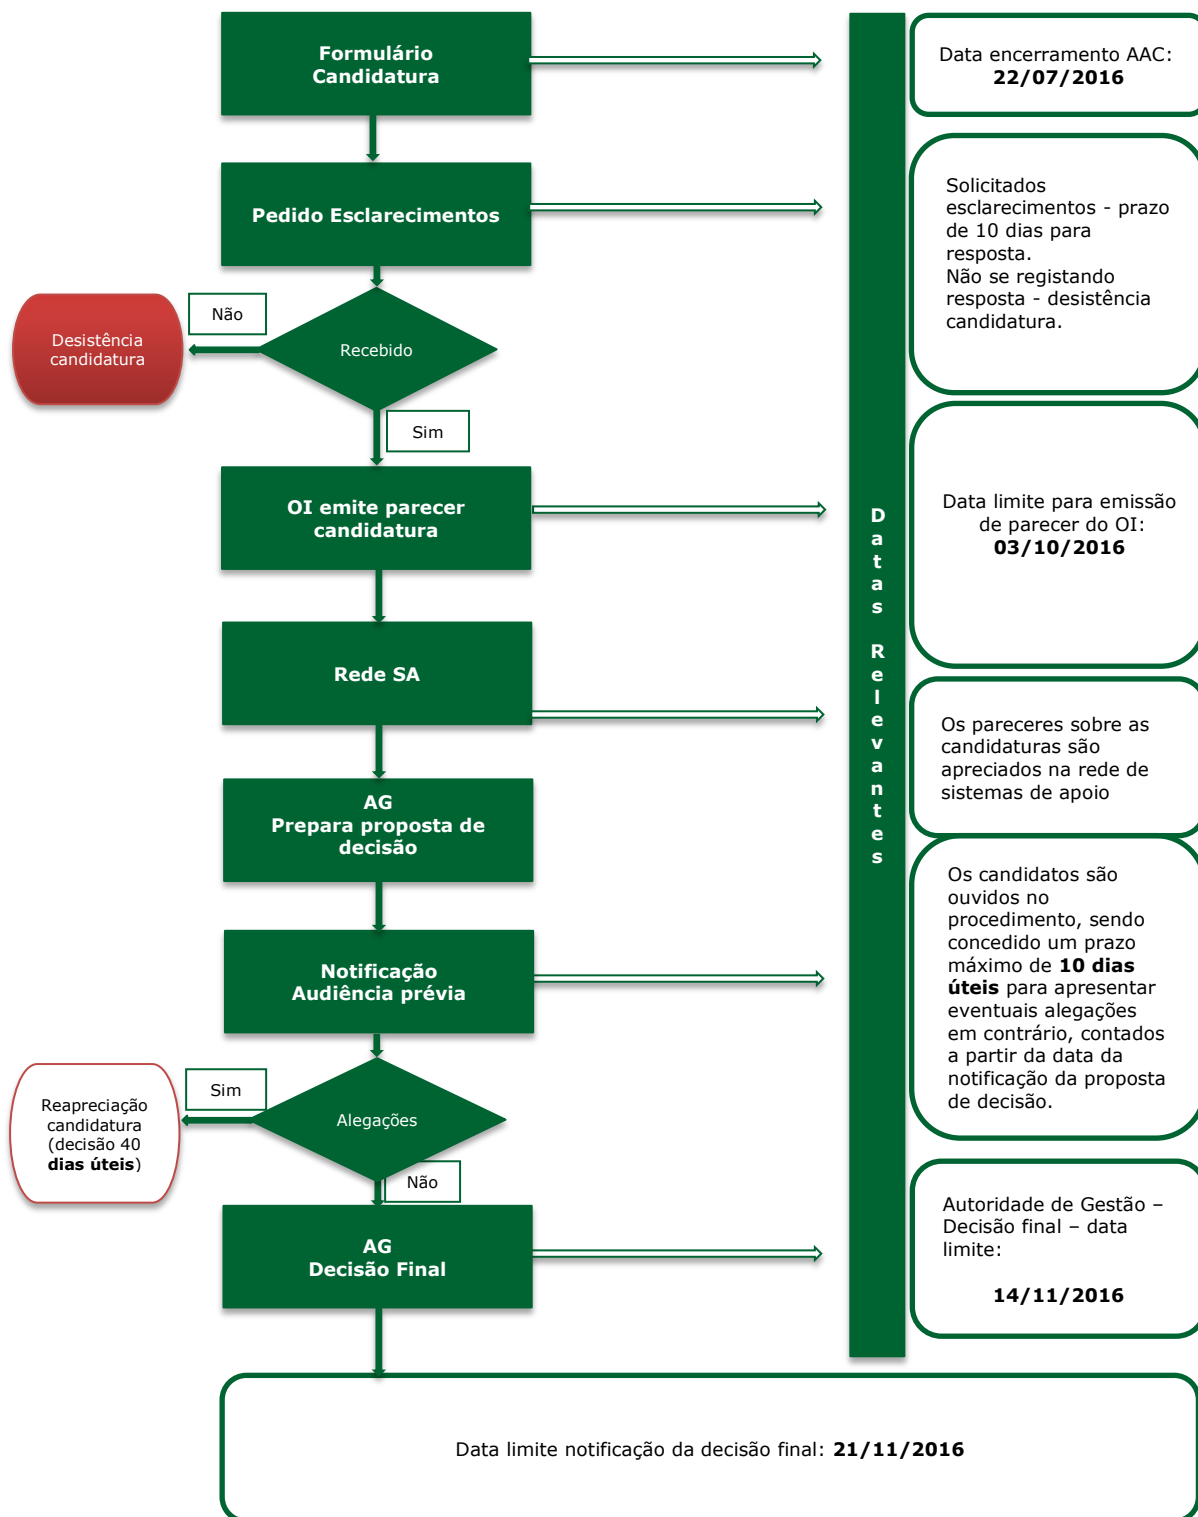 Formulário
Candidatura
Data encerramento AAC:
22/07/2016
Pedido Esclarecimentos
Solicitados
esclarecimentos - prazo
de 10 dias para
resposta.
Não se registando
resposta - desistência
candidatura.
Não
Desistência
candidatura
Recebido
Sim
OI emite parecer
candidatura
Data limite para emissão
de parecer do OI:
03/10/2016
Datas Relevantes
Rede SA
Os pareceres sobre as
candidaturas são
apreciados na rede de
sistemas de apoio
AG
Prepara proposta de
decisão
Notificação
Audiência prévia
Os candidatos são
ouvidos no
procedimento, sendo
concedido um prazo
máximo de 10 dias
úteis para apresentar
eventuais alegações
em contrário, contados
a partir da data da
notificação da proposta
de decisão.
Sim
Reapreciação
candidatura
(decisão 40
dias úteis)
Alegações
Não
AG
Decisão Final
Autoridade de Gestão –
Decisão final – data
limite:
14/11/2016
Data limite notificação da decisão final: 21/11/2016